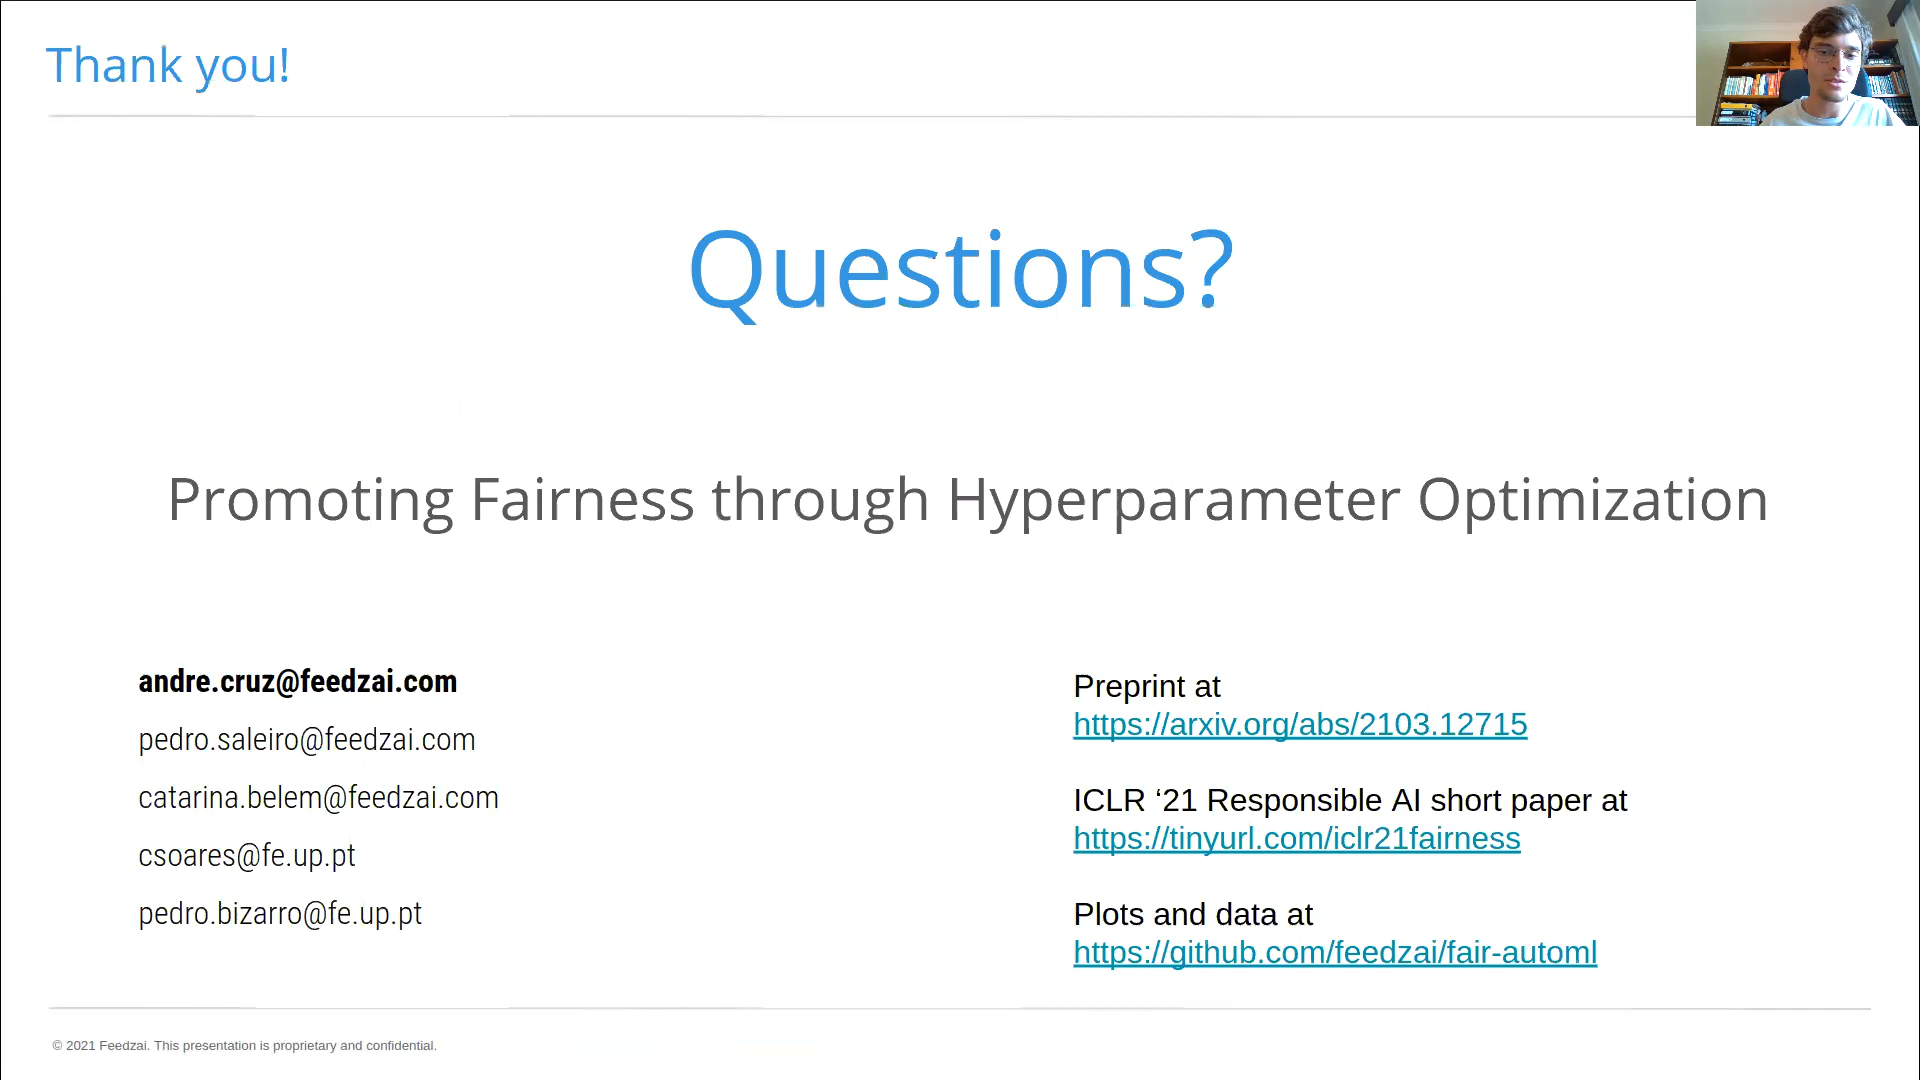 Thank you!
Questions?
Promoting Fairness through Hyperparameter Optimization
andre.cruz@feedzai.com
pedro.saleiro@feedzai.com
catarina.belem@feedzai.com
csoares@fe.up.pt
pedro.bizarro@fe.up.pt
Preprint at
https://arxiv.org/abs/2103.12715
ICLR ‘21 Responsible AI short paper at
https://tinyurl.com/iclr21fairness
Plots and data at
https://github.com/feedzai/fair-automl
© 2021 Feedzai. This presentation is proprietary and confidential.